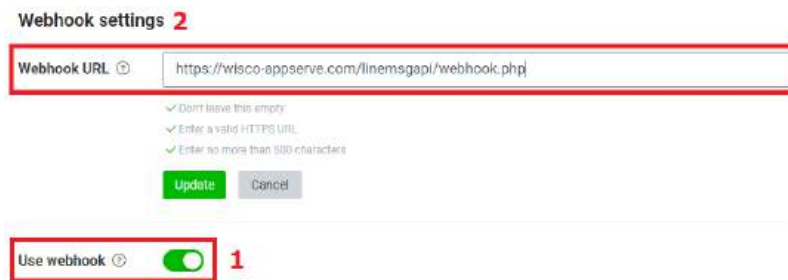 Webhook settings 2
Webhook URL ? https://wisco-appserve.com/linemsgapi/webhook.php
✓ Don't leave this empty
✓ Enter a valid HTTPS URL
✓ Enter no more than 500 characters
Update Cancel
Use webhook ? 1